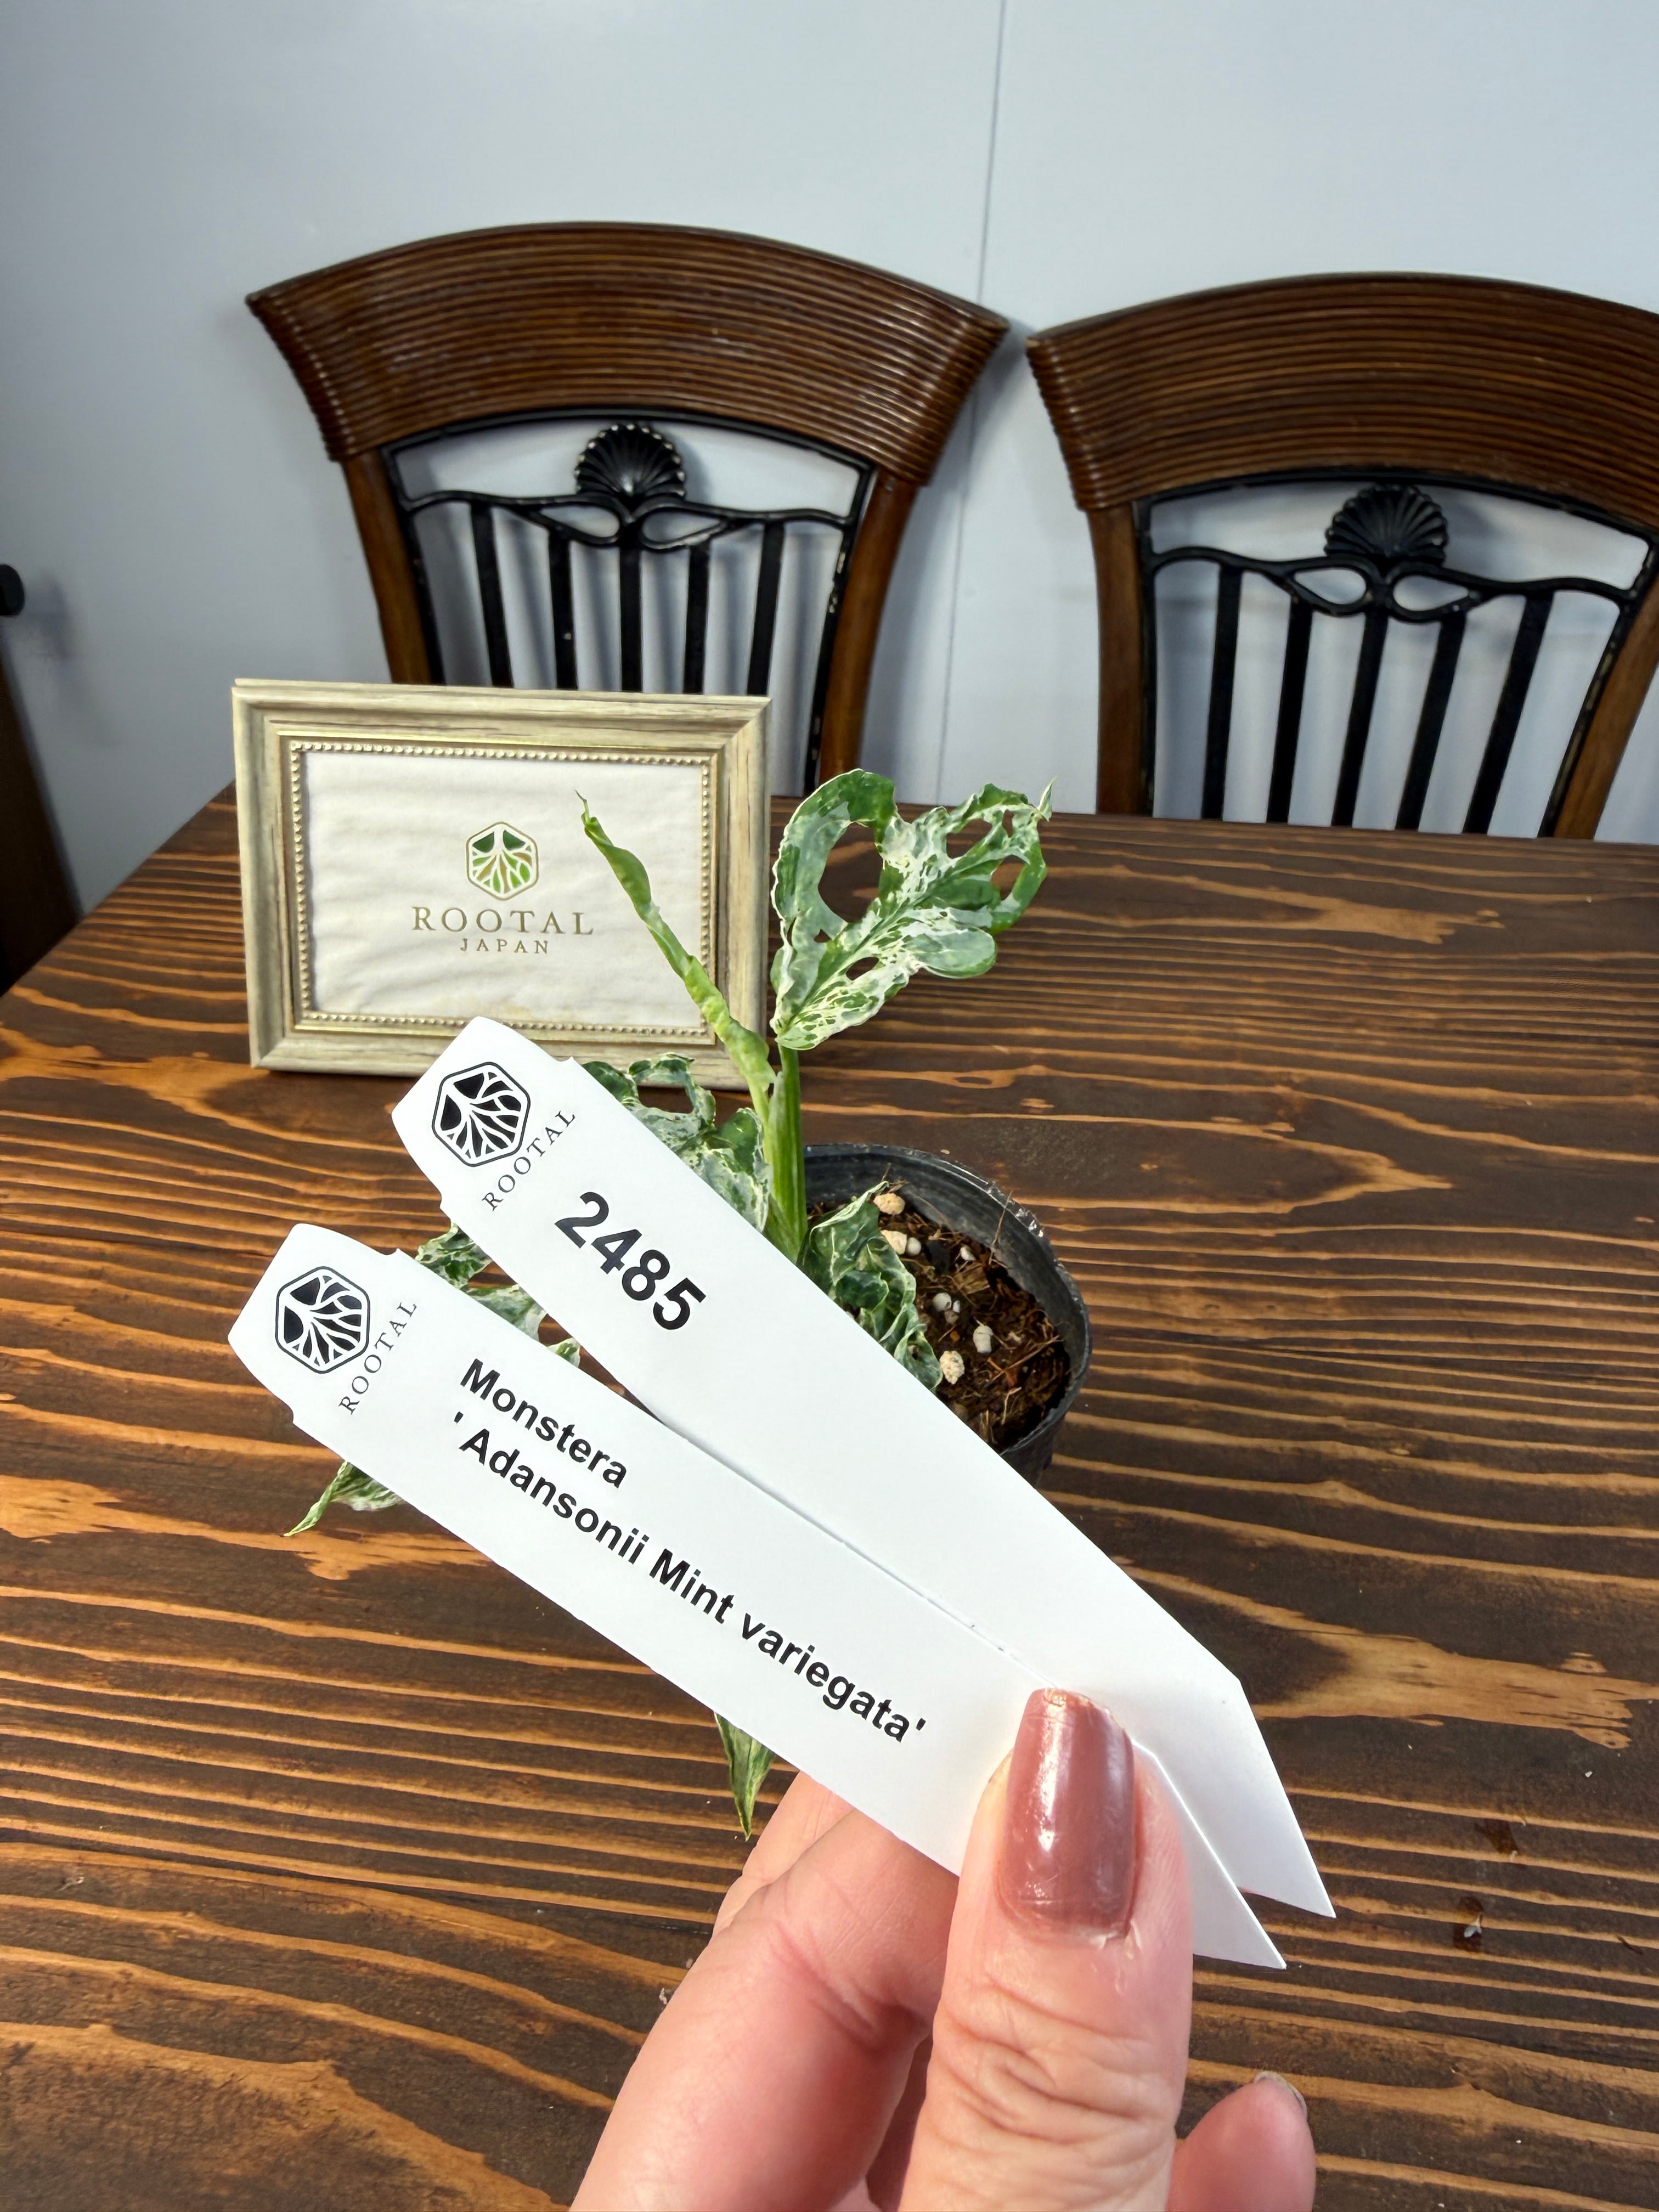 ROOTAL
JAPAN
ROOTAL
2485
ROOTAL
Monstera
'Adansonii Mint variegata'